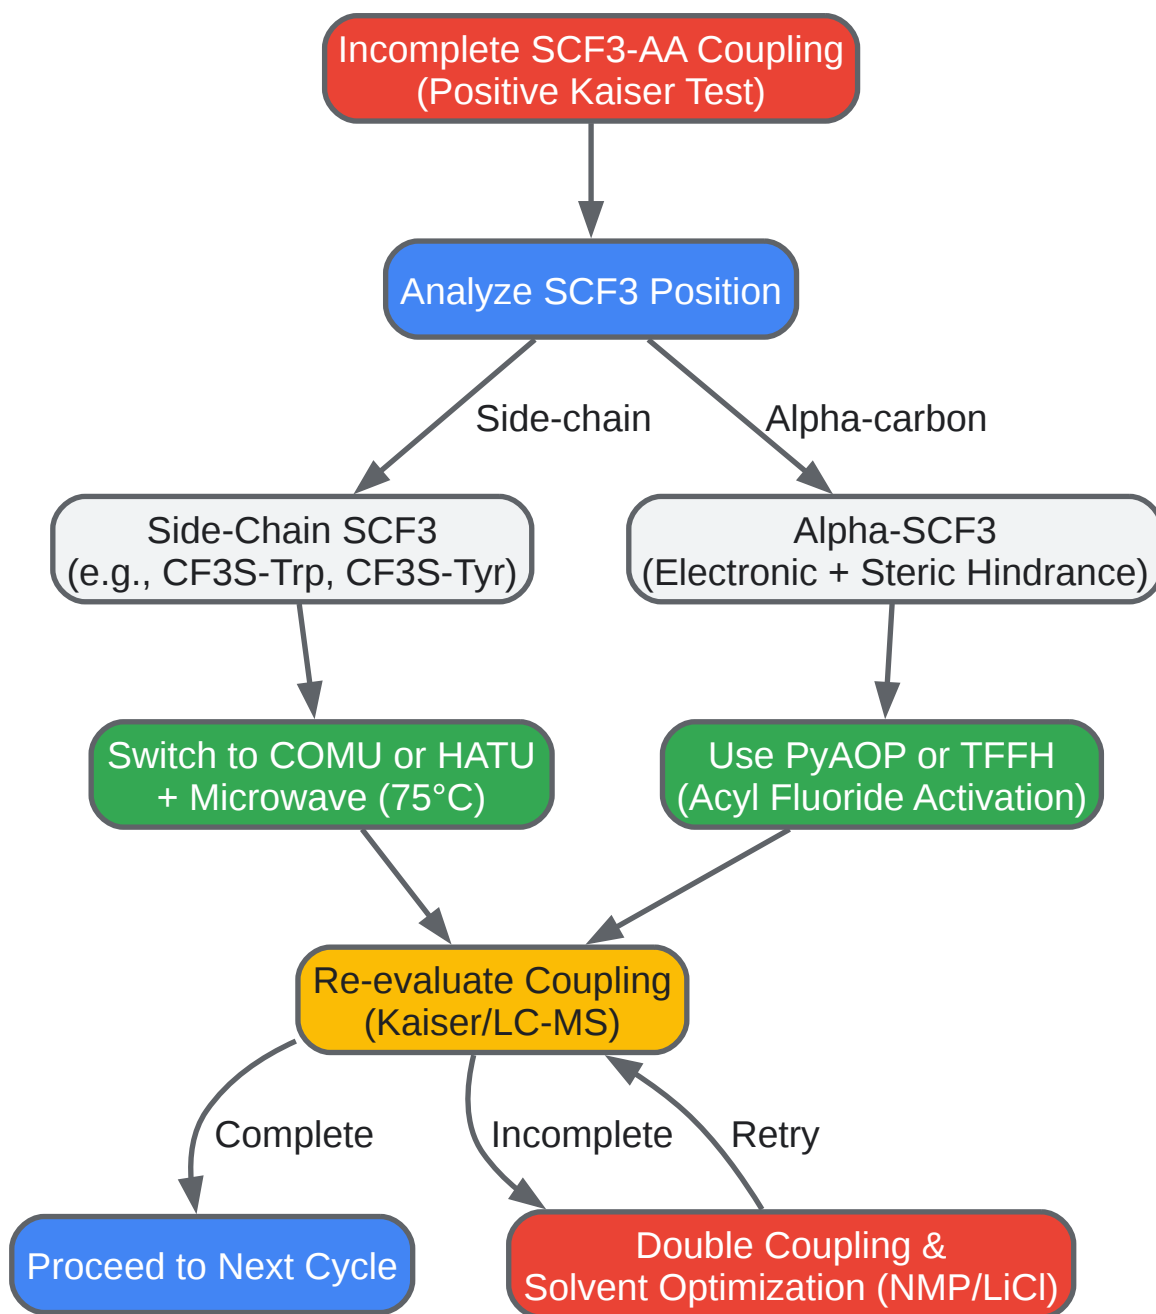 Incomplete SCF3-AA Coupling
(Positive Kaiser Test)
Analyze SCF3 Position
Side-chain
Alpha-carbon
Side-Chain SCF3
(e.g., CF3S-Trp, CF3S-Tyr)
Alpha-SCF3
(Electronic + Steric Hindrance)
Switch to COMU or HATU
+ Microwave (75°C)
Use PyAOP or TFFH
(Acyl Fluoride Activation)
Re-evaluate Coupling
(Kaiser/LC-MS)
Complete
Incomplete
Retry
Proceed to Next Cycle
Double Coupling &
Solvent Optimization (NMP/LiCl)